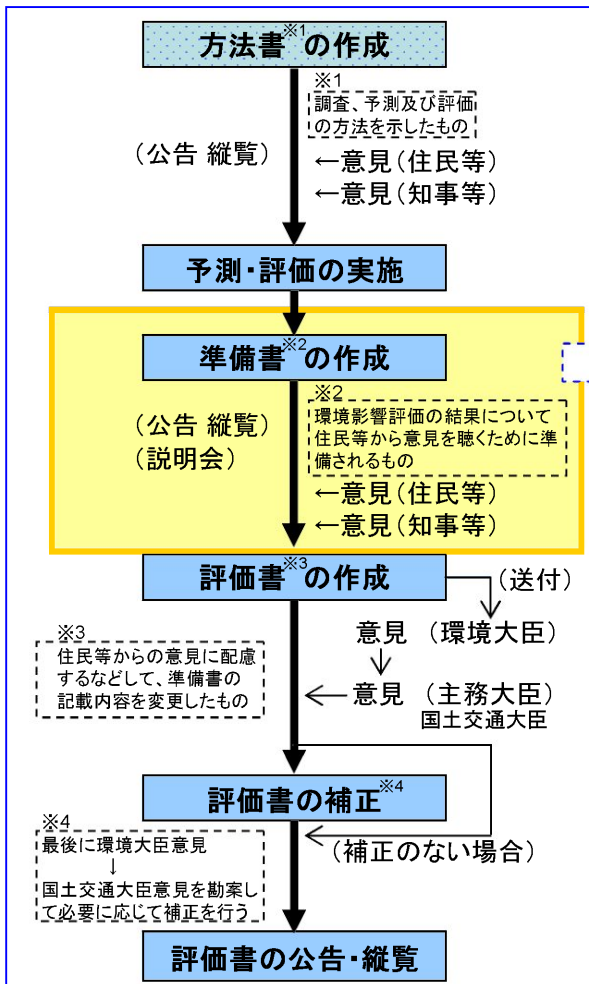 方法書※1の作成
※1
調査、予測及び評価
の方法を示したもの
（公告 縦覧）
←意見（住民等）
←意見（知事等）
予測・評価の実施
準備書※2の作成
※2
環境影響評価の結果について
住民等から意見を聴くために準
備されるもの
（公告 縦覧）
（説明会）
←意見（住民等）
←意見（知事等）
評価書※3の作成
（送付）
意見（環境大臣）
※3
住民等からの意見に配慮
するなどして、準備書の
記載内容を変更したもの
意見（主務大臣）
国土交通大臣
評価書の補正※4
※4
最後に環境大臣意見
↓
国土交通大臣意見を勘案し
て必要に応じて補正を行う
（補正のない場合）
評価書の公告・縦覧